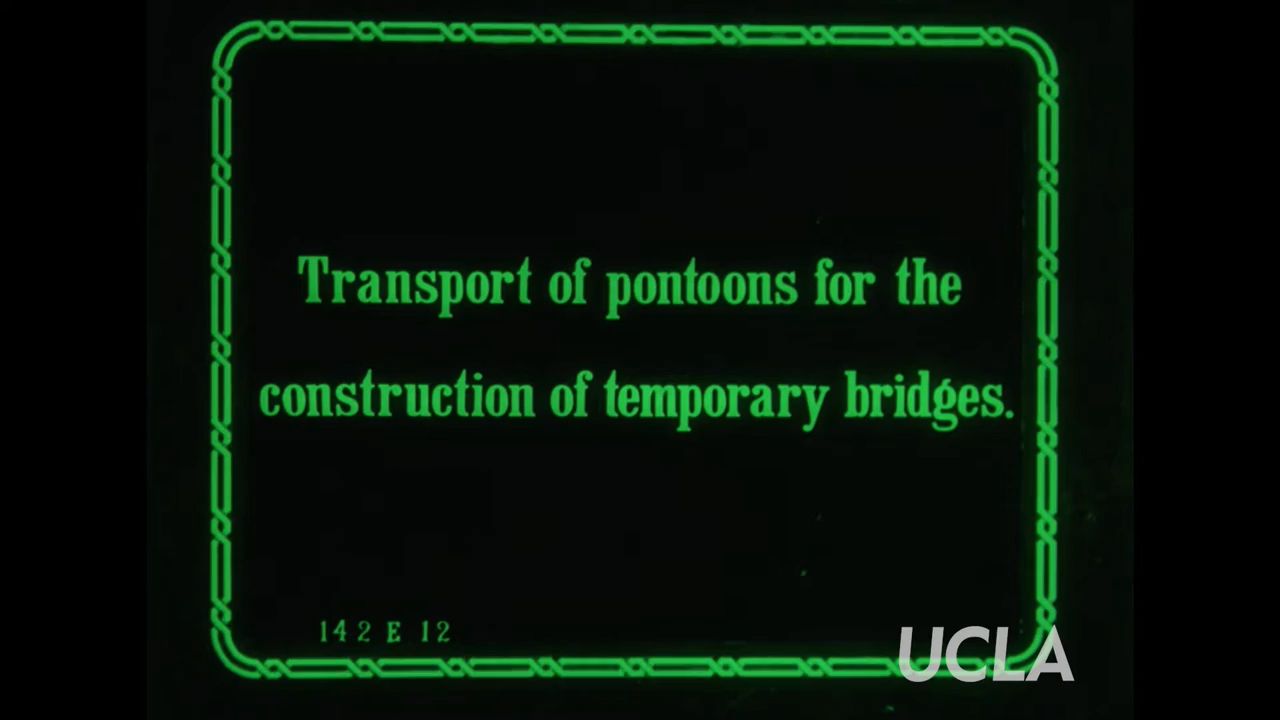 Transport of pontoons for the
construction of temporary bridges.
142 E 12
UCLA